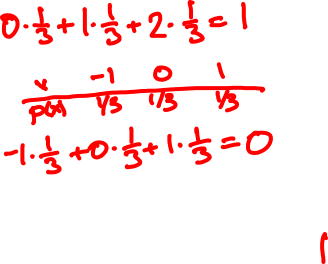 0·1/3+1·1/3+2·1/3=1
x -1 0 1
p(x) 1/3 1/3 1/3
-1·1/3+0·1/3+1·1/3=0